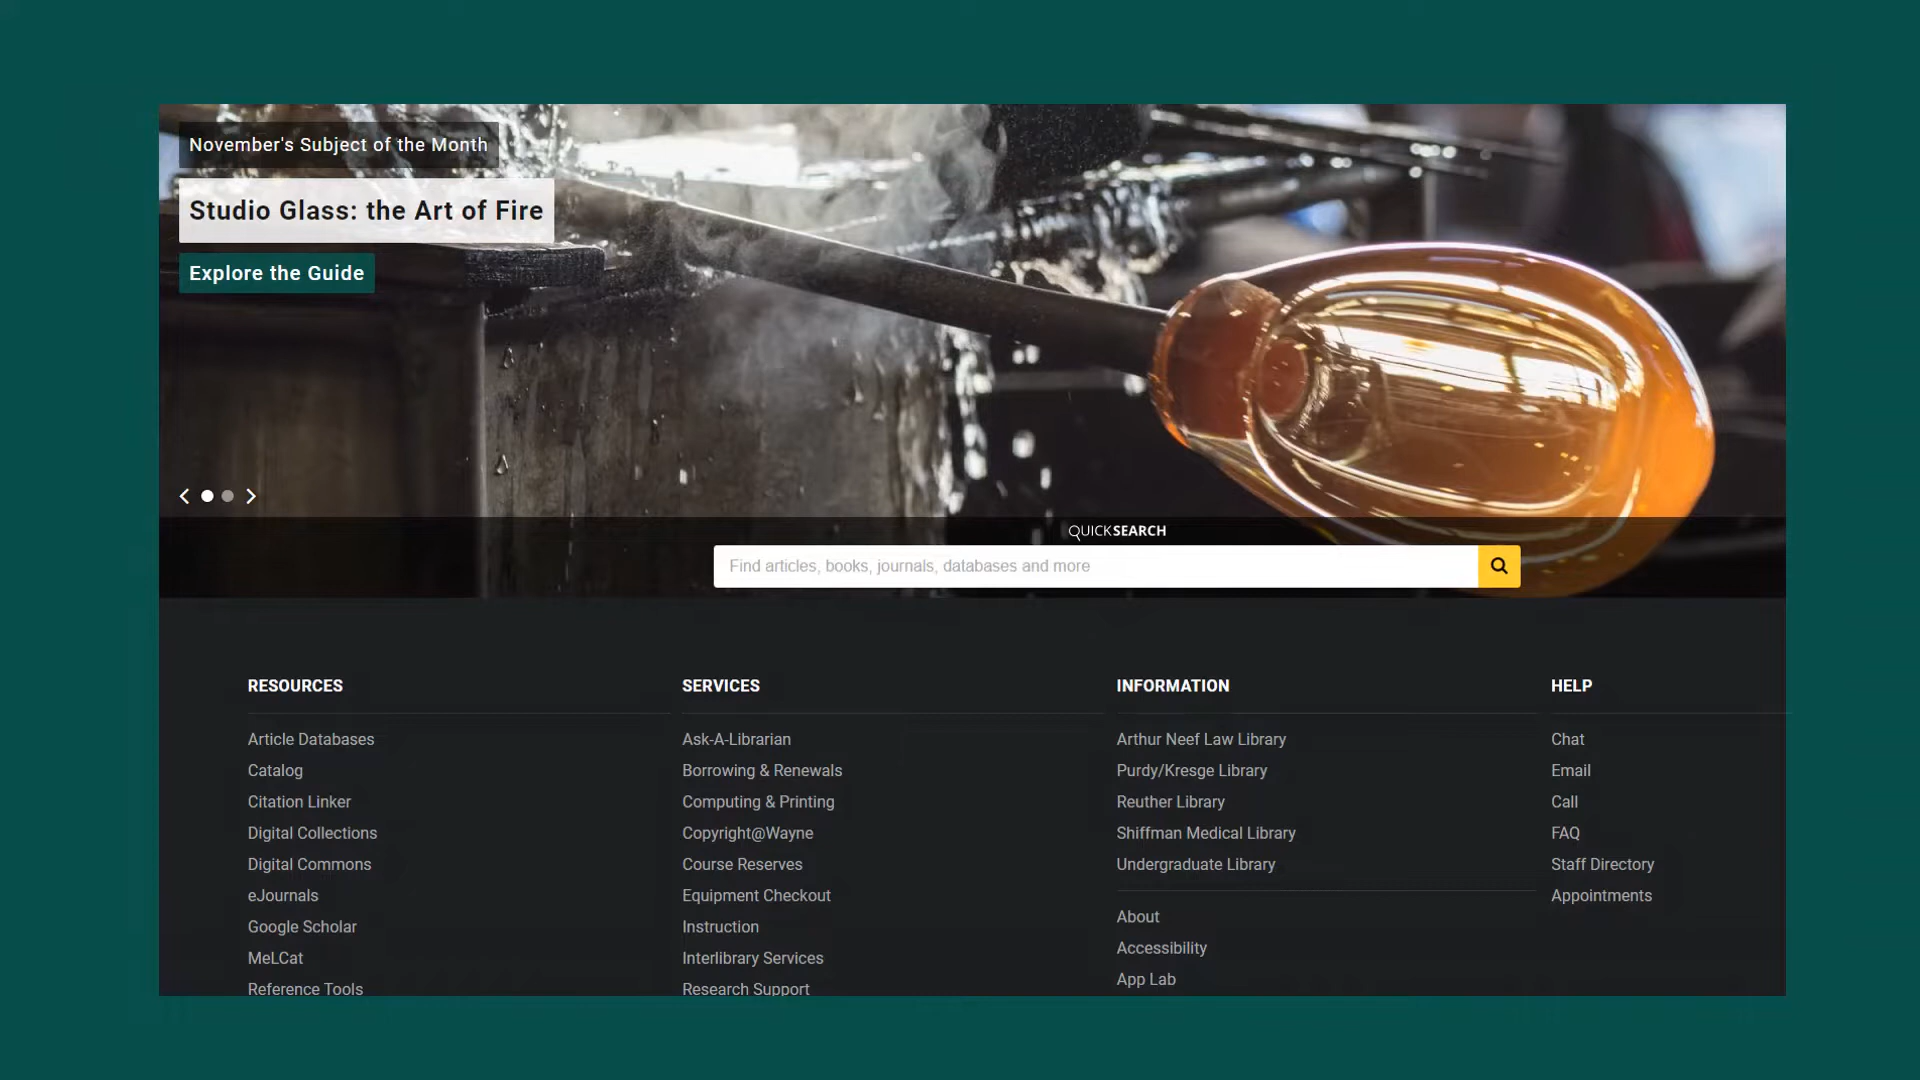 November's Subject of the Month
Studio Glass: the Art of Fire
Explore the Guide
QUICKSEARCH
Find articles, books, journals, databases and more
RESOURCES
Article Databases
Catalog
Citation Linker
Digital Collections
Digital Commons
eJournals
Google Scholar
MeLCat
Reference Tools
SERVICES
Ask-A-Librarian
Borrowing & Renewals
Computing & Printing
Copyright@Wayne
Course Reserves
Equipment Checkout
Instruction
Interlibrary Services
Research Support
INFORMATION
Arthur Neef Law Library
Purdy/Kresge Library
Reuther Library
Shiffman Medical Library
Undergraduate Library
About
Accessibility
App Lab
HELP
Chat
Email
Call
FAQ
Staff Directory
Appointments